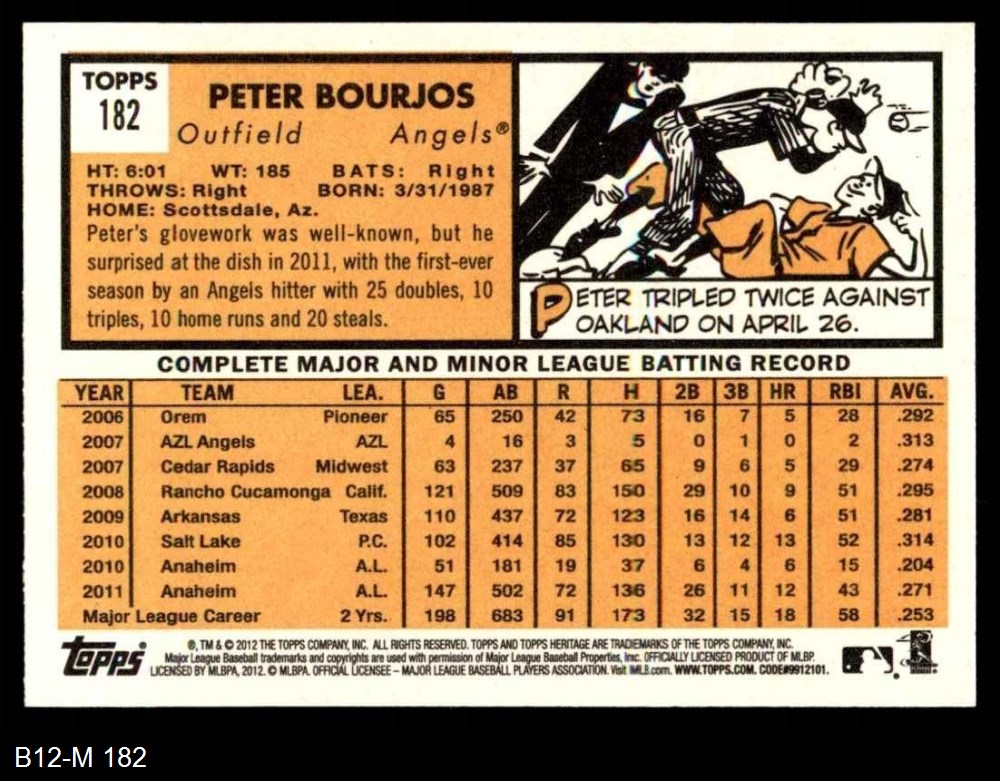 TOPPS
182
PETER BOURJOS
Outfield Angels®
HT: 6:01 WT: 185 BATS: Right
THROWS: Right BORN: 3/31/1987
HOME: Scottsdale, Az.
Peter's glovework was well-known, but he
surprised at the dish in 2011, with the first-ever
season by an Angels hitter with 25 doubles, 10
triples, 10 home runs and 20 steals.
PETER TRIPLED TWICE AGAINST
OAKLAND ON APRIL 26.
COMPLETE MAJOR AND MINOR LEAGUE BATTING RECORD
YEAR TEAM LEA. G AB R H 2B 3B HR RBI AVG.
2006 Orem Pioneer 65 250 42 73 16 7 5 28 .292
2007 AZL Angels AZL 4 16 3 5 0 1 0 2 .313
2007 Cedar Rapids Midwest 63 237 37 65 9 6 5 29 .274
2008 Rancho Cucamonga Calif. 121 509 83 150 29 10 9 51 .295
2009 Arkansas Texas 110 437 72 123 16 14 6 51 .281
2010 Salt Lake P.C. 102 414 85 130 13 12 13 52 .314
2010 Anaheim A.L. 51 181 19 37 6 4 6 15 .204
2011 Anaheim A.L. 147 502 72 136 26 11 12 43 .271
Major League Career 2 Yrs. 198 683 91 173 32 15 18 58 .253
Topps
®, TM & © 2012 THE TOPPS COMPANY, INC. ALL RIGHTS RESERVED. TOPPS AND TOPPS HERITAGE ARE TRADEMARKS OF THE TOPPS COMPANY, INC.
Major League Baseball trademarks and copyrights are used with permission of Major League Baseball Properties, Inc. OFFICIALLY LICENSED PRODUCT OF MLBP.
LICENSED BY MLBPA, 2012. © MLBPA. OFFICIAL LICENSEE – MAJOR LEAGUE BASEBALL PLAYERS ASSOCIATION. Visit MLB.com. WWW.TOPPS.COM. CODE#9912101.
B12-M 182